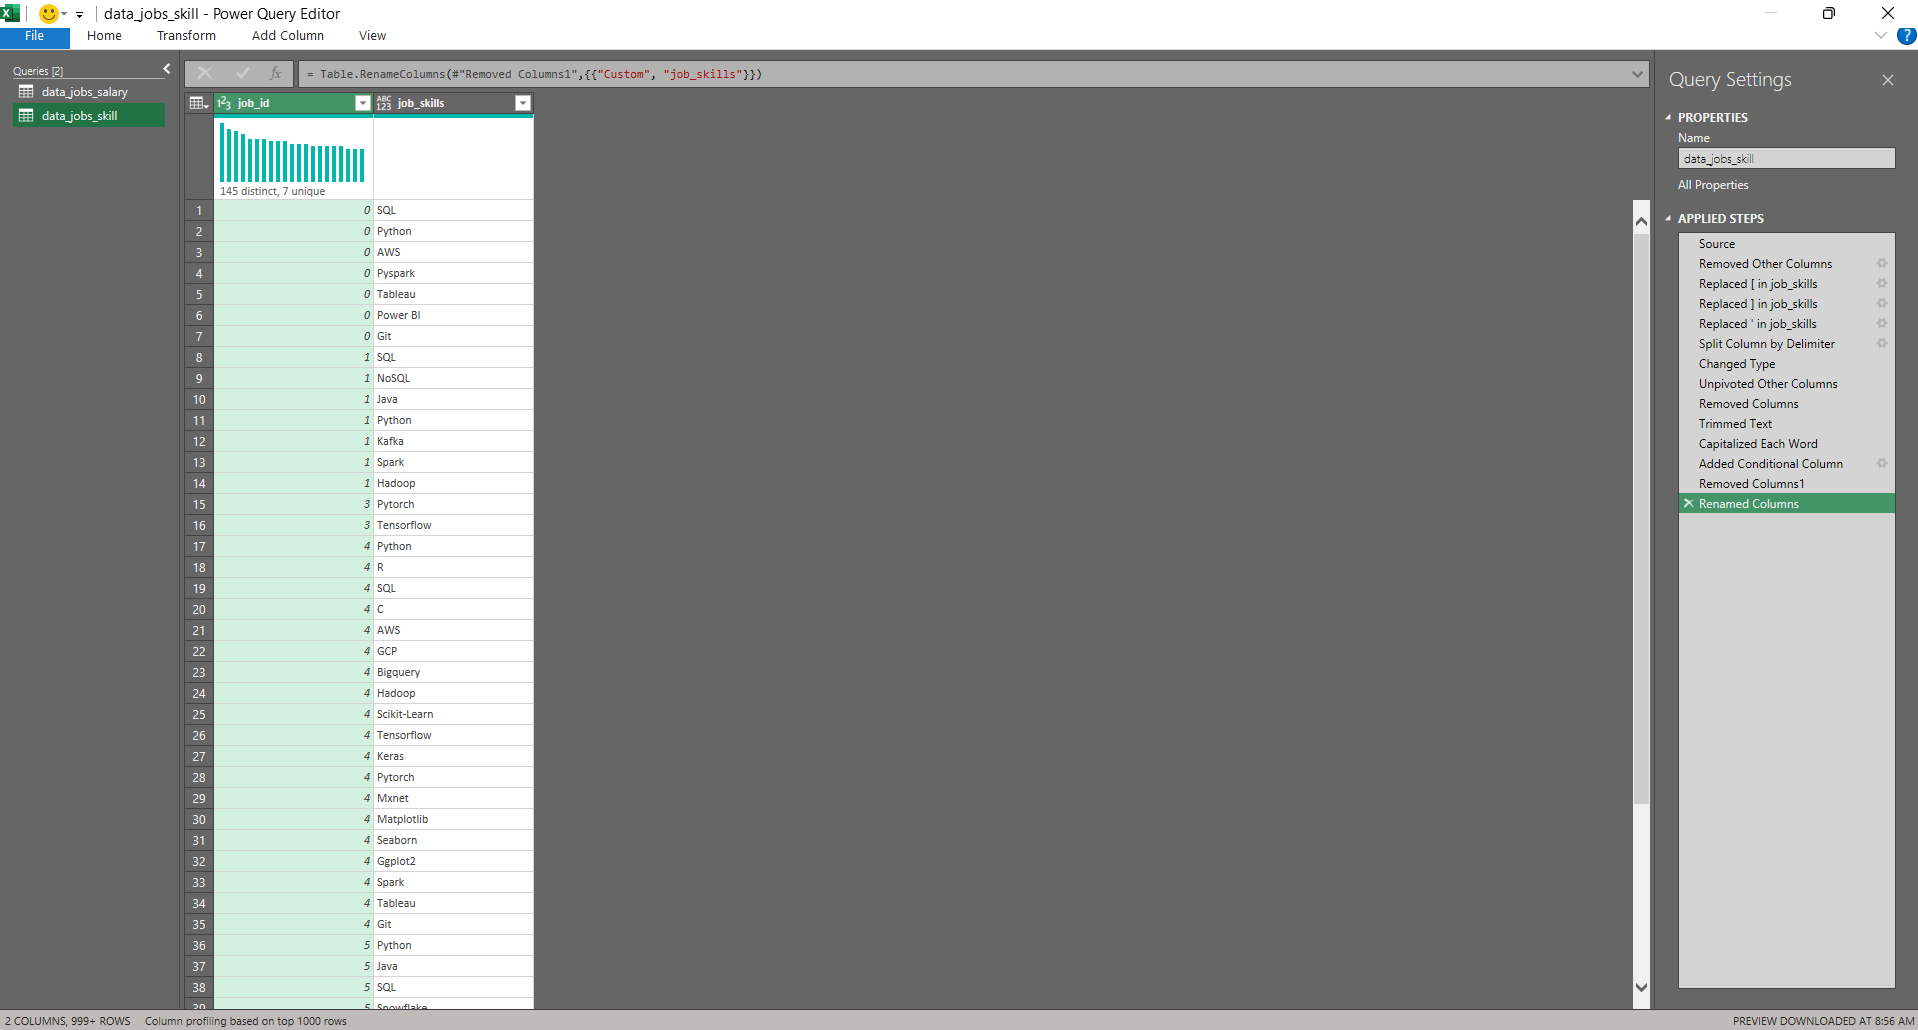 data_jobs_skill - Power Query Editor
File Home Transform Add Column View
?
Queries [2]
data_jobs_salary
data_jobs_skill
fx
= Table.RenameColumns(#"Removed Columns1",{{"Custom", "job_skills"}})
123 job_id ABC 123 job_skills
145 distinct, 7 unique
1 0 SQL
2 0 Python
3 0 AWS
4 0 Pyspark
5 0 Tableau
6 0 Power BI
7 0 Git
8 1 SQL
9 1 NoSQL
10 1 Java
11 1 Python
12 1 Kafka
13 1 Spark
14 1 Hadoop
15 3 Pytorch
16 3 Tensorflow
17 4 Python
18 4 R
19 4 SQL
20 4 C
21 4 AWS
22 4 GCP
23 4 Bigquery
24 4 Hadoop
25 4 Scikit-Learn
26 4 Tensorflow
27 4 Keras
28 4 Pytorch
29 4 Mxnet
30 4 Matplotlib
31 4 Seaborn
32 4 Ggplot2
33 4 Spark
34 4 Tableau
35 4 Git
36 5 Python
37 5 Java
38 5 SQL
39 5 Snowflake
Query Settings
PROPERTIES
Name
data_jobs_skill
All Properties
APPLIED STEPS
Source
Removed Other Columns
Replaced [ in job_skills
Replaced ] in job_skills
Replaced ' in job_skills
Split Column by Delimiter
Changed Type
Unpivoted Other Columns
Removed Columns
Trimmed Text
Capitalized Each Word
Added Conditional Column
Removed Columns1
Renamed Columns
2 COLUMNS, 999+ ROWS Column profiling based on top 1000 rows
PREVIEW DOWNLOADED AT 8:56 AM